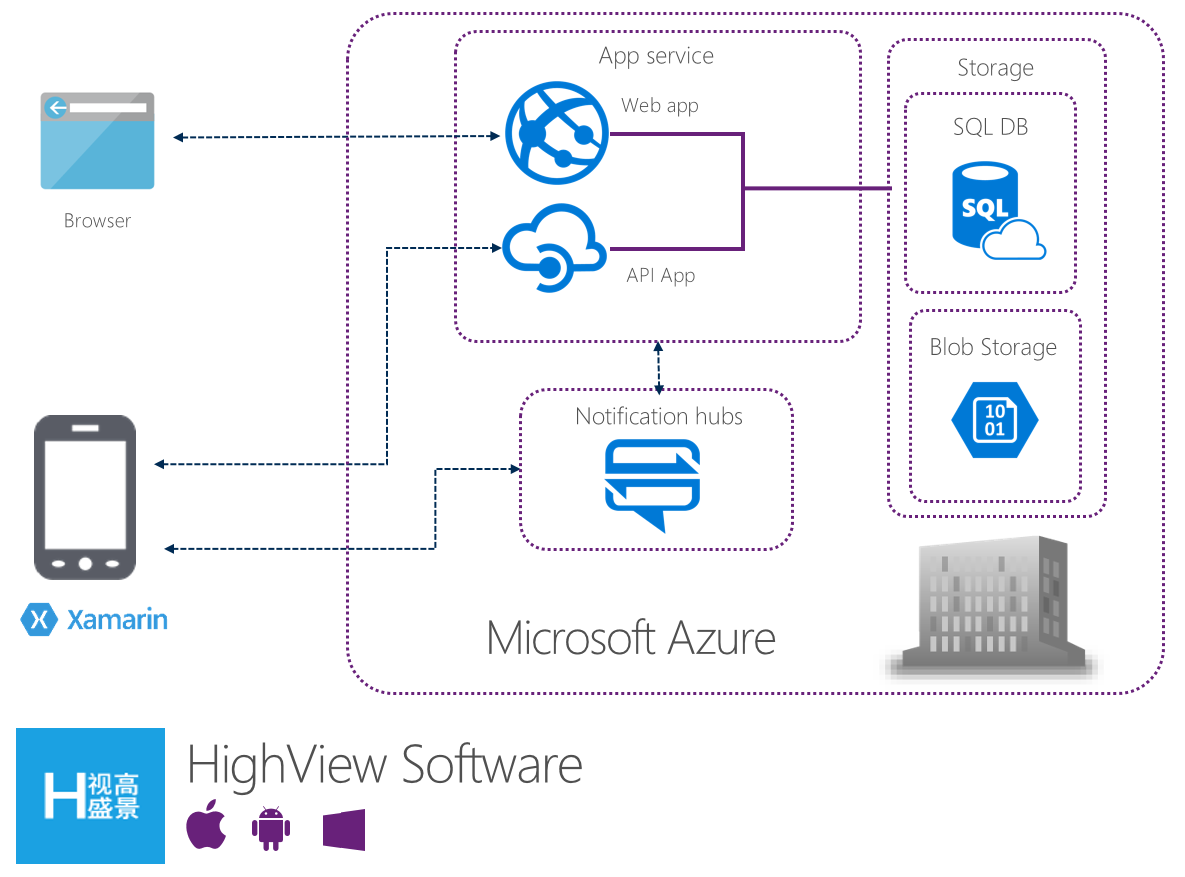 App service
Storage
Web app
SQL DB
SQL
Browser
API App
Blob Storage
10
01
Notification hubs
Xamarin
Microsoft Azure
HighView Software
H视高
盛景